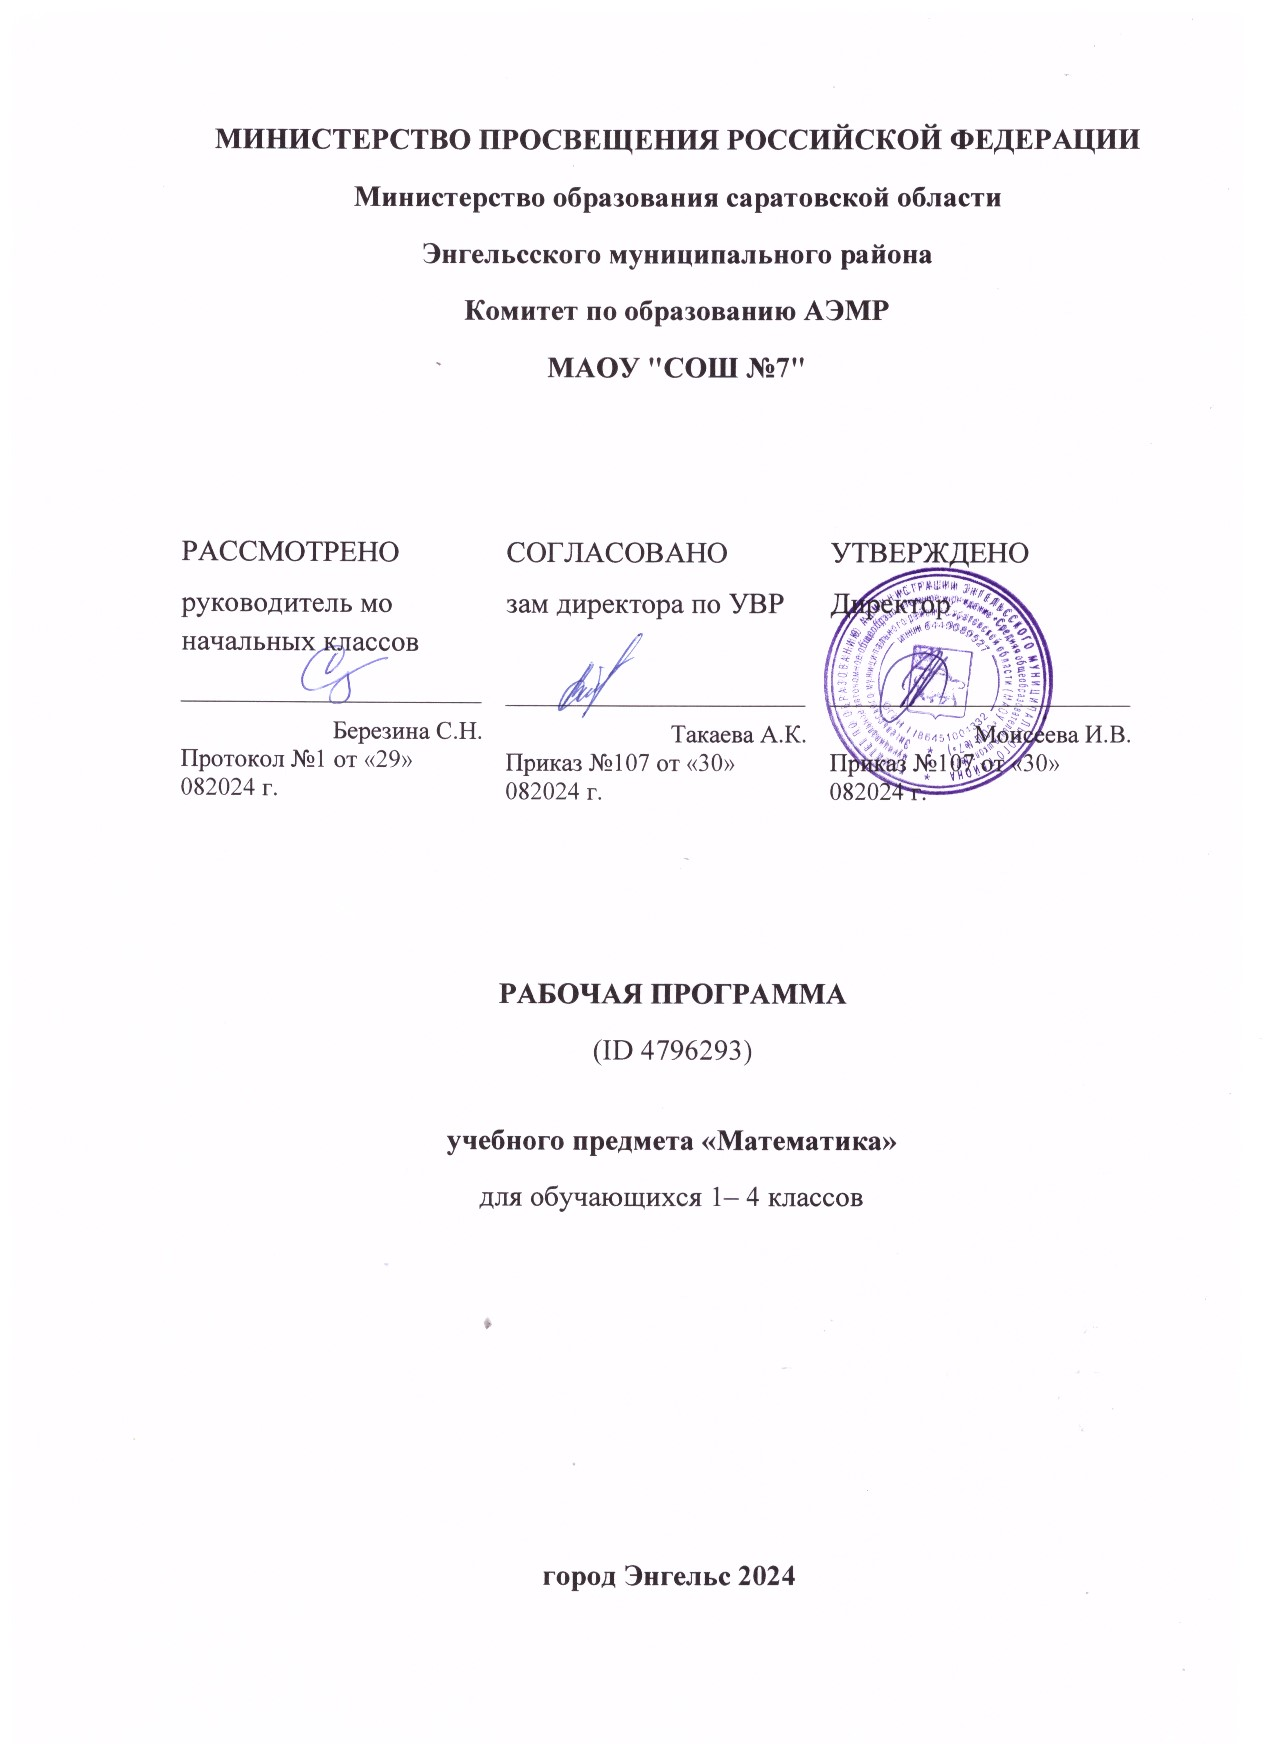 МИНИСТЕРСТВО ПРОСВЕЩЕНИЯ РОССИЙСКОЙ ФЕДЕРАЦИИ
Министерство образования саратовской области
Энгельсского муниципального района
Комитет по образованию АЭМР
МАОУ "СОШ №7"
РАССМОТРЕНО
руководитель мо
начальных классов
Березина С.Н.
Протокол №1 от «29»
082024 г.
СОГЛАСОВАНО
зам директора по УВР
Такаева А.К.
Приказ №107 от «30»
082024 г.
УТВЕРЖДЕНО
Директор
Моисеева И.В.
Приказ №107 от «30»
082024 г.
РАБОЧАЯ ПРОГРАММА
(ID 4796293)
учебного предмета «Математика»
для обучающихся 1– 4 классов
город Энгельс 2024